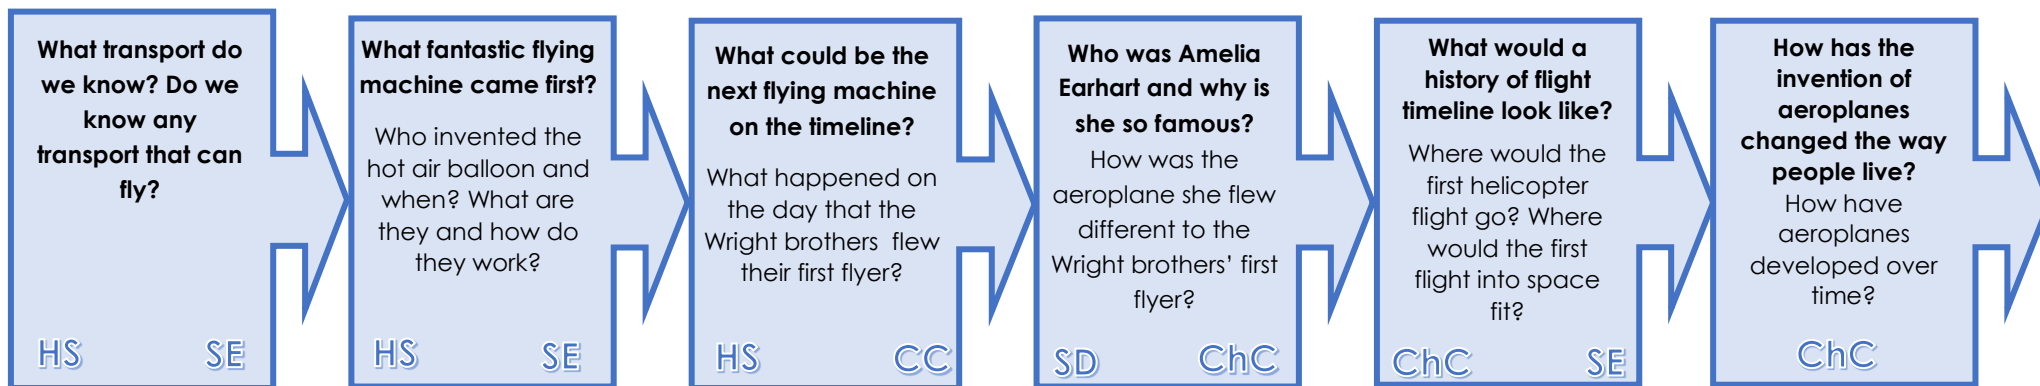 What transport do
we know? Do we
know any
transport that can
fly?
HS SE
What fantastic flying
machine came first?
Who invented the
hot air balloon and
when? What are
they and how do
they work?
HS SE
What could be the
next flying machine
on the timeline?
What happened on
the day that the
Wright brothers flew
their first flyer?
HS CC
Who was Amelia
Earhart and why is
she so famous?
How was the
aeroplane she flew
different to the
Wright brothers’ first
flyer?
SD ChC
What would a
history of flight
timeline look like?
Where would the
first helicopter
flight go? Where
would the first
flight into space
fit?
ChC SE
How has the
invention of
aeroplanes
changed the way
people live?
How have
aeroplanes
developed over
time?
ChC